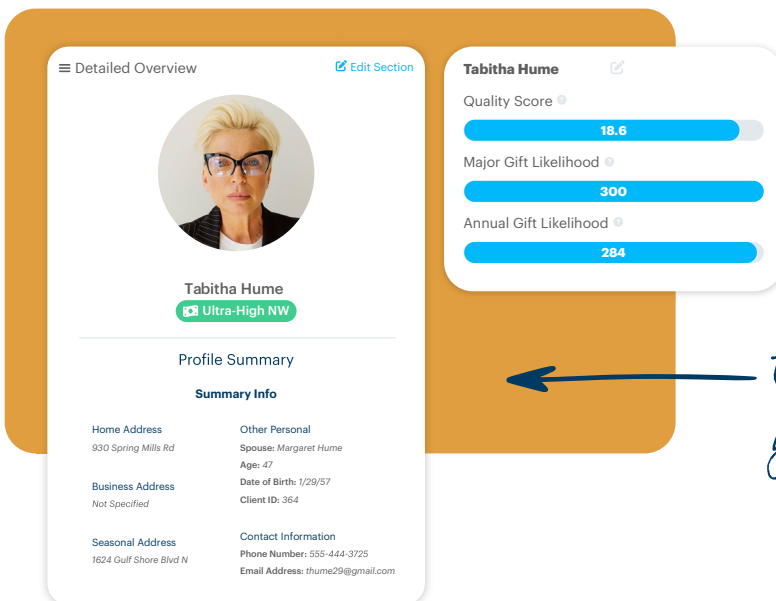 Detailed Overview
Edit Section
Tabitha Hume
Ultra-High NW
Profile Summary
Summary Info
Home Address
930 Spring Mills Rd
Business Address
Not Specified
Seasonal Address
1624 Gulf Shore Blvd N
Other Personal
Spouse: Margaret Hume
Age: 47
Date of Birth: 1/29/57
Client ID: 364
Contact Information
Phone Number: 555-444-3725
Email Address: thume29@gmail.com
Tabitha Hume
Quality Score
18.6
Major Gift Likelihood
300
Annual Gift Likelihood
284